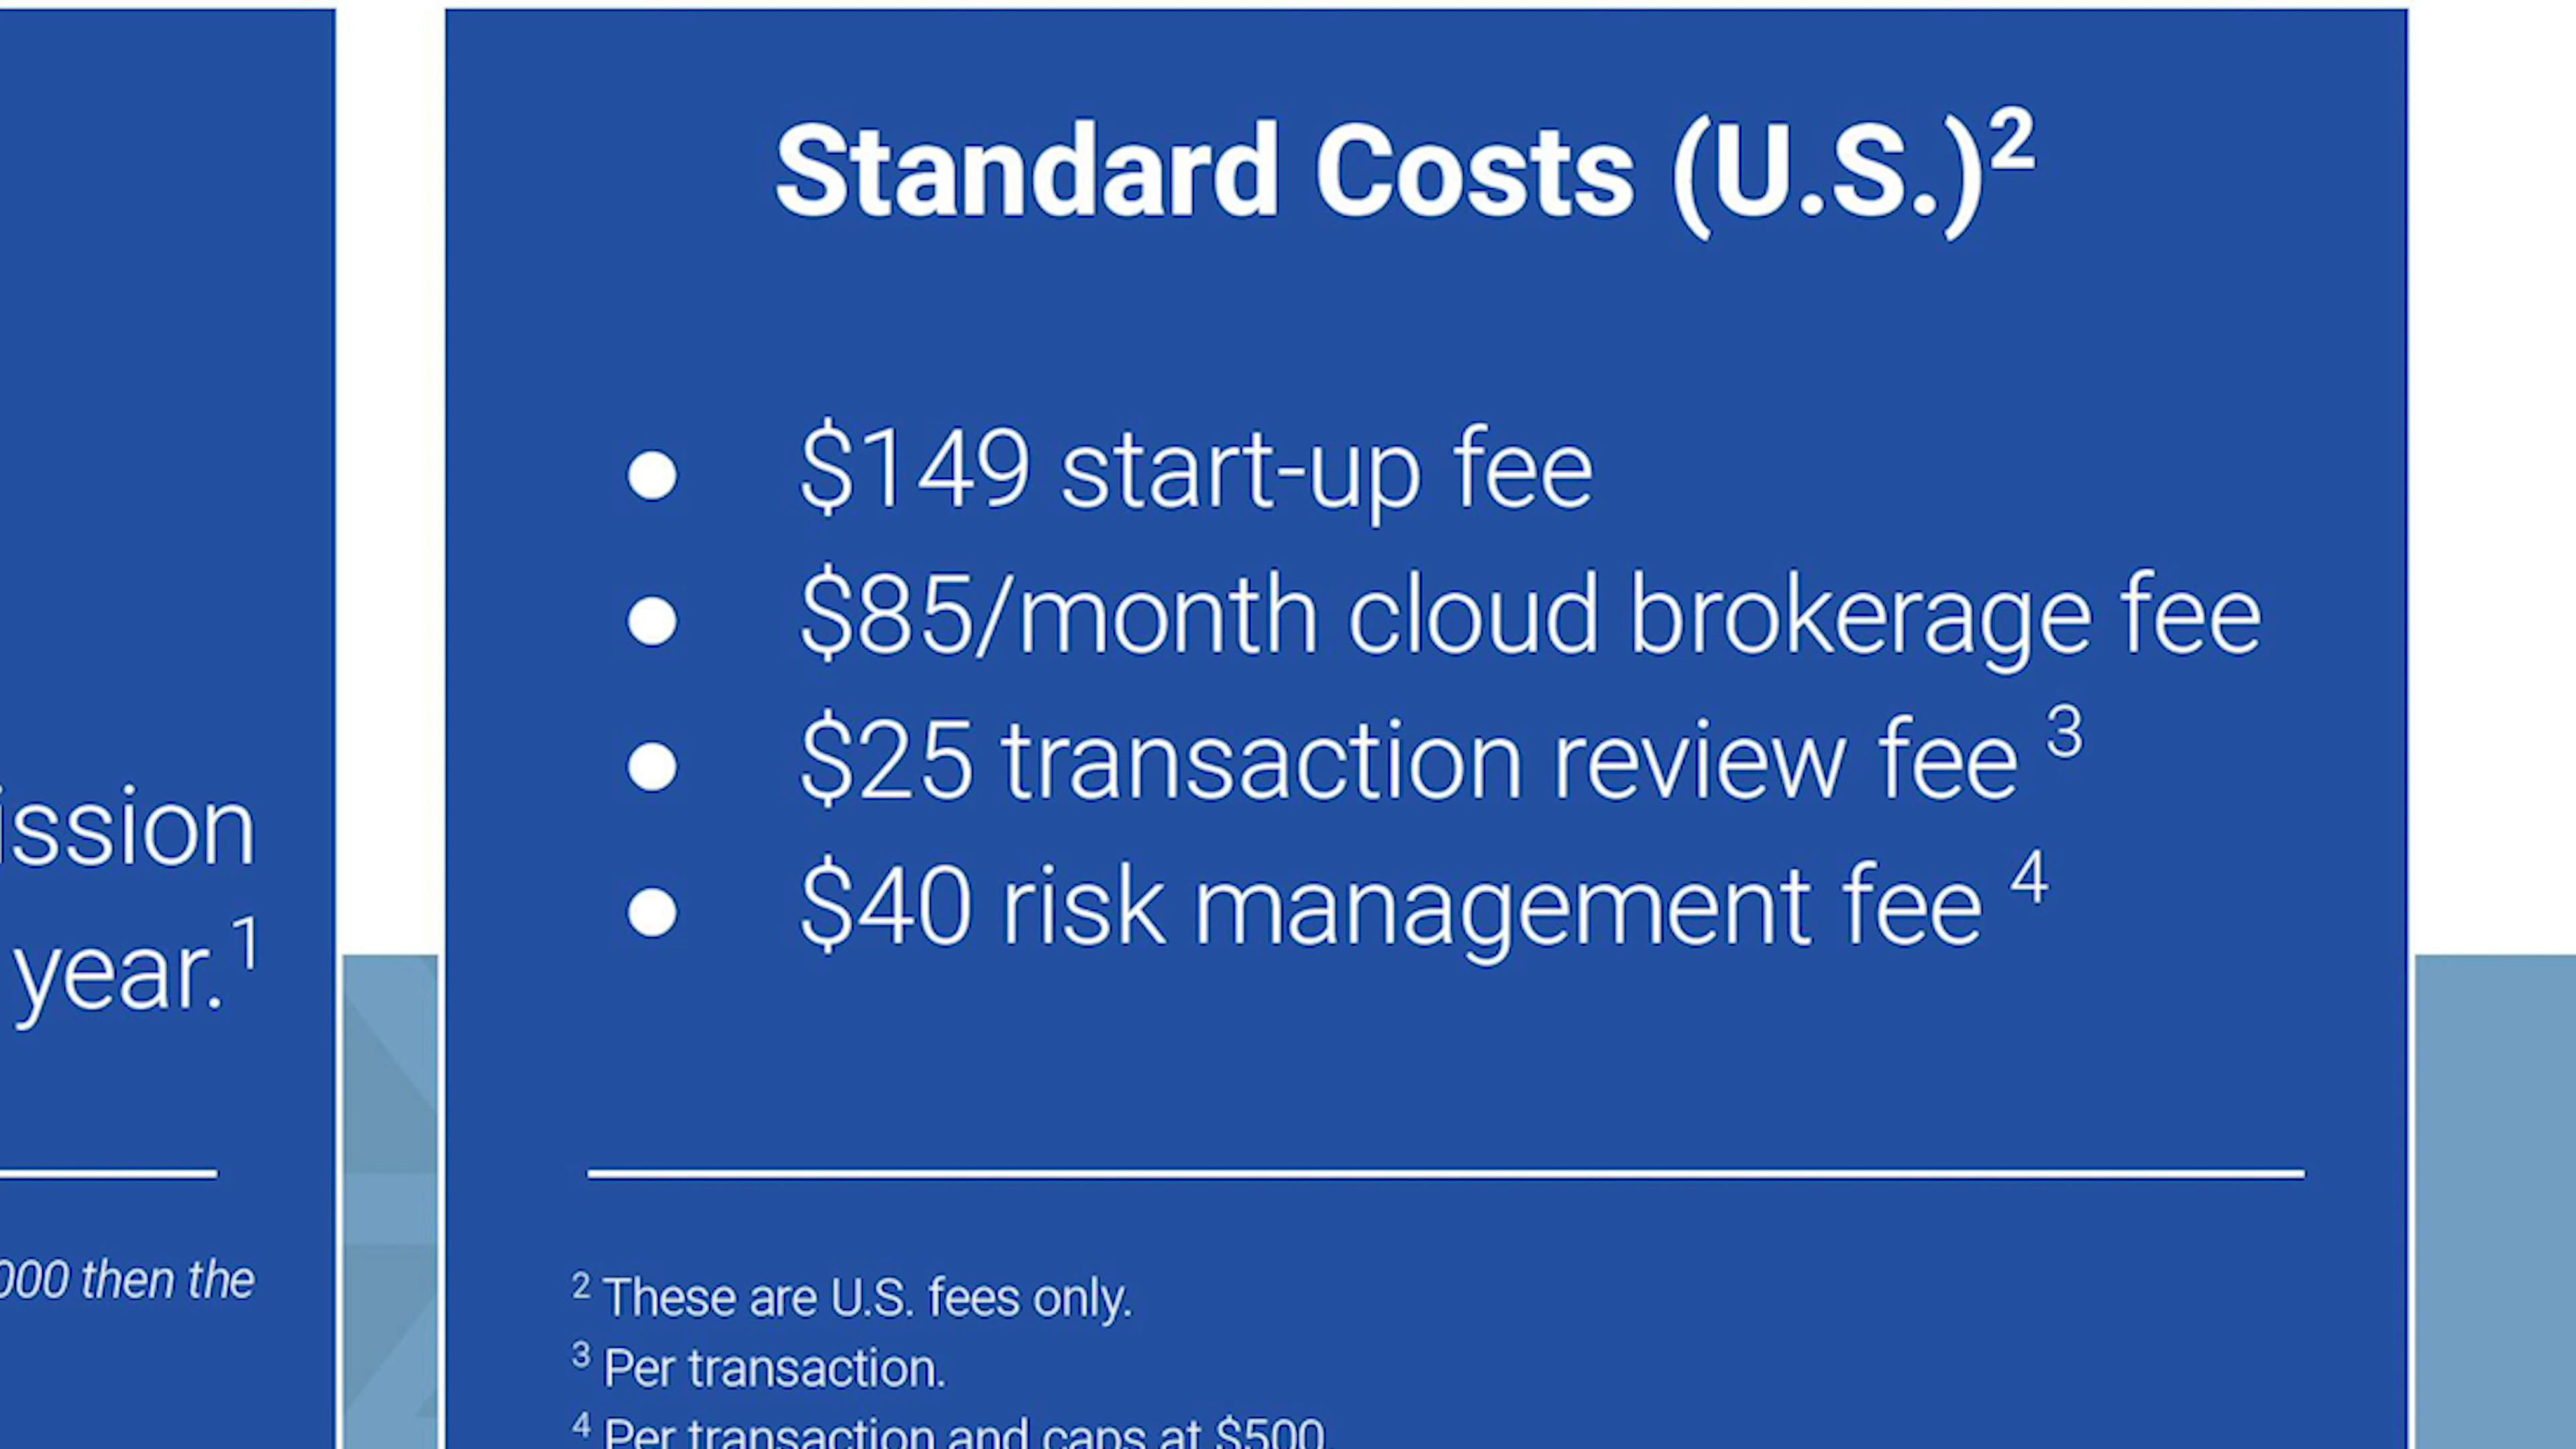 ission
year.¹
000 then the
Standard Costs (U.S.)²
● $149 start-up fee
● $85/month cloud brokerage fee
● $25 transaction review fee ³
● $40 risk management fee ⁴
² These are U.S. fees only.
³ Per transaction.
⁴ Per transaction and caps at $500.